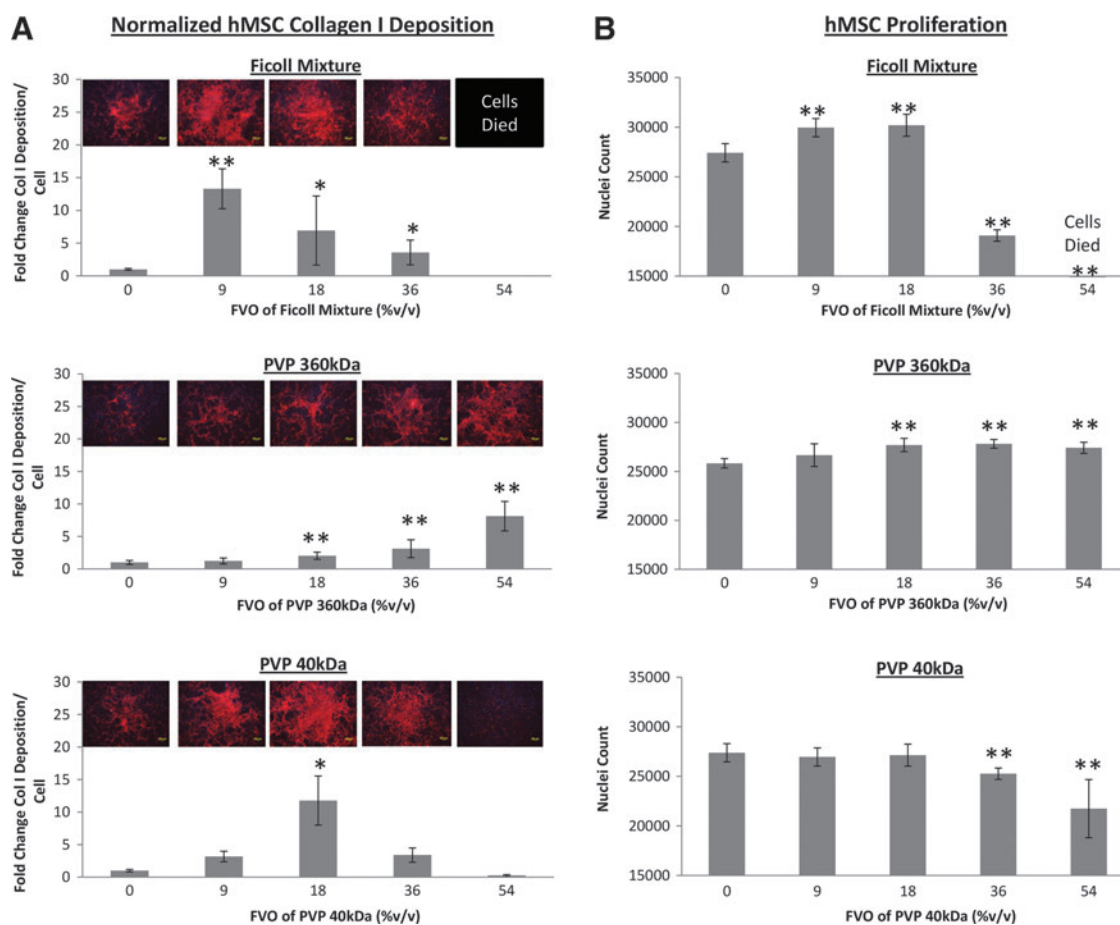 A
Normalized hMSC Collagen I Deposition
Ficoll Mixture
Fold Change Col I Deposition/
Cell
30
25
20
15
10
5
0
Cells
Died
**
*
*
0 9 18 36 54
FVO of Ficoll Mixture (%v/v)
PVP 360kDa
Fold Change Col I Deposition/
Cell
30
25
20
15
10
5
0
**
**
**
0 9 18 36 54
FVO of PVP 360kDa (%v/v)
PVP 40kDa
Fold Change Col I Deposition/
Cell
30
25
20
15
10
5
0
*
0 9 18 36 54
FVO of PVP 40kDa (%v/v)
B
hMSC Proliferation
Ficoll Mixture
Nuclei Count
35000
30000
25000
20000
15000
**
**
**
Cells
Died
**
0 9 18 36 54
FVO of Ficoll Mixture (%v/v)
PVP 360kDa
Nuclei Count
35000
30000
25000
20000
15000
**
**
**
0 9 18 36 54
FVO of PVP 360kDa (%v/v)
PVP 40kDa
Nuclei Count
35000
30000
25000
20000
15000
**
**
0 9 18 36 54
FVO of PVP 40kDa (%v/v)